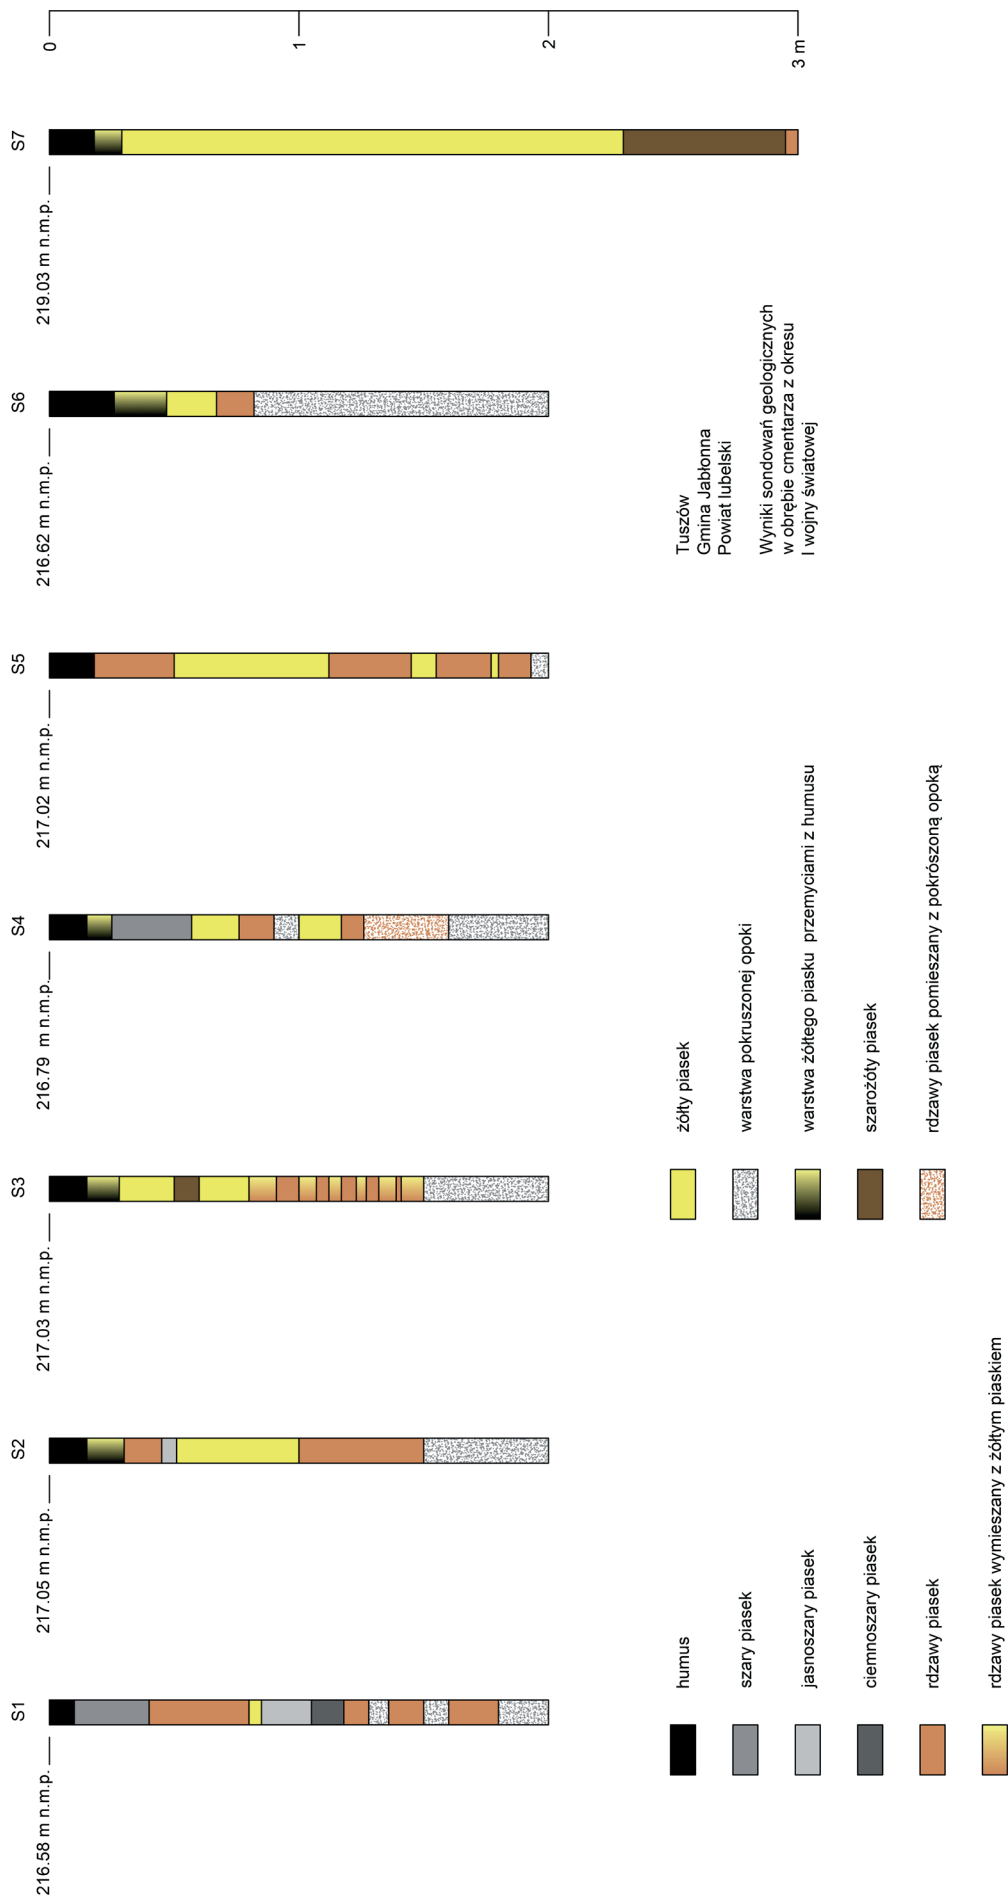 S1
S2
S3
S4
S5
S6
S7
216.58 m n.m.p.
217.05 m n.m.p.
217.03 m n.m.p.
216.79 m n.m.p.
217.02 m n.m.p.
216.62 m n.m.p.
219.03 m n.m.p.
0
1
2
3 m
humus
szary piasek
jasnoszary piasek
ciemnoszary piasek
rdzawy piasek
rdzawy piasek wymieszany z żółtym piaskiem
żółty piasek
warstwa pokruszonej opoki
warstwa żółtego piasku przemyciami z humusu
szarożóty piasek
rdzawy piasek pomieszany z pokrószoną opoką
Tuszów
Gmina Jabłonna
Powiat lubelski
Wyniki sondowań geologicznych
w obrębie cmentarza z okresu
I wojny światowej